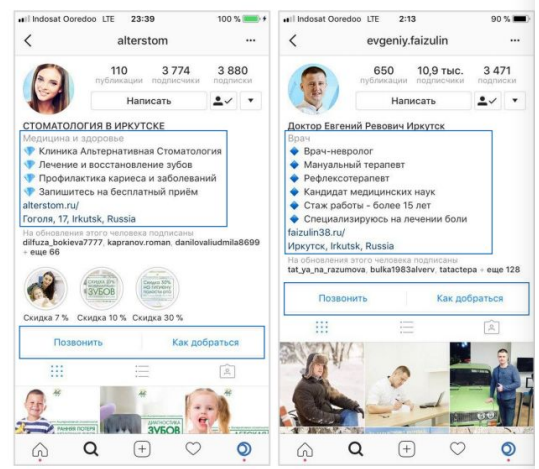 Indosat Ooredoo LTE 23:39 100 %
alterstom
110 3 774 3 880
публикации подписчики подписки
Написать
СТОМАТОЛОГИЯ В ИРКУТСКЕ
Медицина и здоровье
Клиника Альтернативная Стоматология
Лечение и восстановление зубов
Профилактика кариеса и заболеваний
Запишитесь на бесплатный приём
alterstom.ru/
Гоголя, 17, Irkutsk, Russia
На обновления этого человека подписаны
dilfuza_bokieva7777, kapranov.roman, danilovaliudmila8699
+ еще 66
ЗУБОВ
Скидка 7 % Скидка 10 % Скидка 30 %
Позвонить Как добраться
РАННЯЯ ПОТЕРЯ
ДИАГНОСТИКА
ЗУБОВ
Indosat Ooredoo LTE 2:13 90 %
evgeniy.faizulin
650 10,9 тыс. 3 471
публикации подписчики подписки
Написать
Доктор Евгений Ревович Иркутск
Врач
Врач-невролог
Мануальный терапевт
Рефлексотерапевт
Кандидат медицинских наук
Стаж работы - более 15 лет
Специализируюсь на лечении боли
faizulin38.ru/
Иркутск, Irkutsk, Russia
На обновления этого человека подписаны
tat_ya_na_razumova, bulka1983alverv, tatactepa + еще 128
Позвонить Как добраться